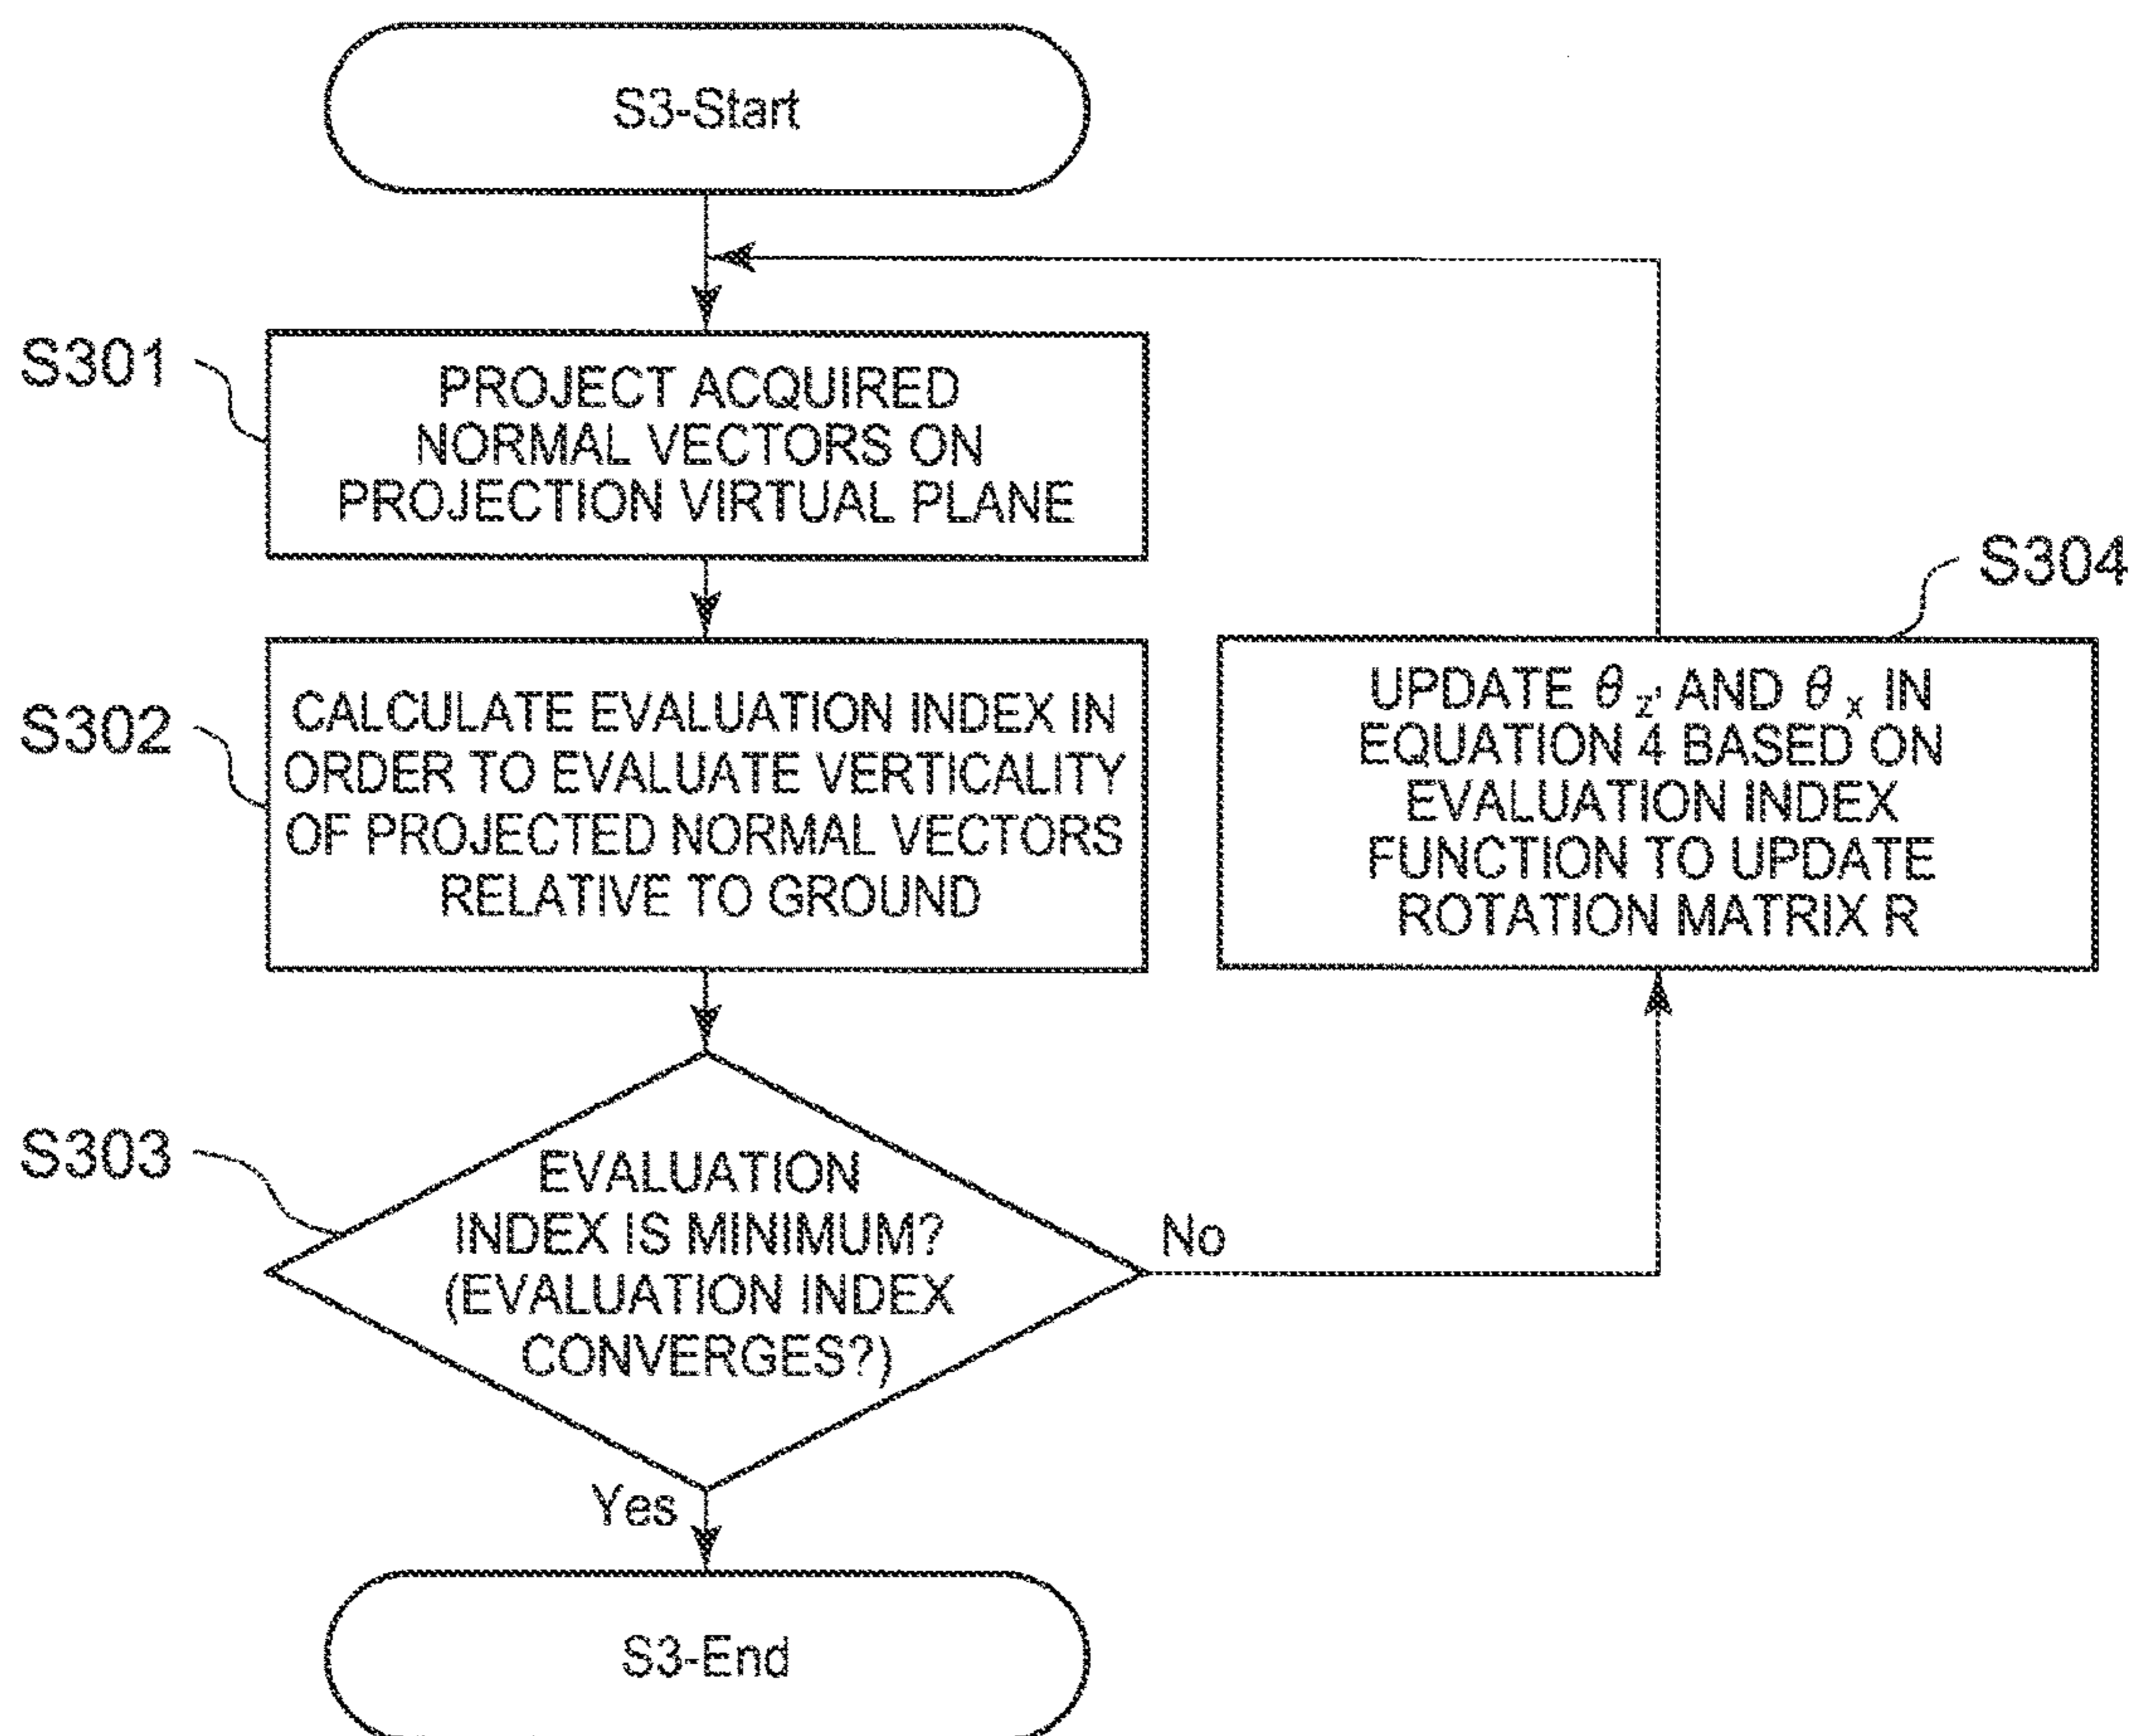 S3-Start
S301
PROJECT ACQUIRED
NORMAL VECTORS ON
PROJECTION VIRTUAL PLANE
S302
CALCULATE EVALUATION INDEX IN
ORDER TO EVALUATE VERTICALITY
OF PROJECTED NORMAL VECTORS
RELATIVE TO GROUND
S303
EVALUATION
INDEX IS MINIMUM?
(EVALUATION INDEX
CONVERGES?)
No
Yes
S304
UPDATE θz' AND θx IN
EQUATION 4 BASED ON
EVALUATION INDEX
FUNCTION TO UPDATE
ROTATION MATRIX R
S3-End